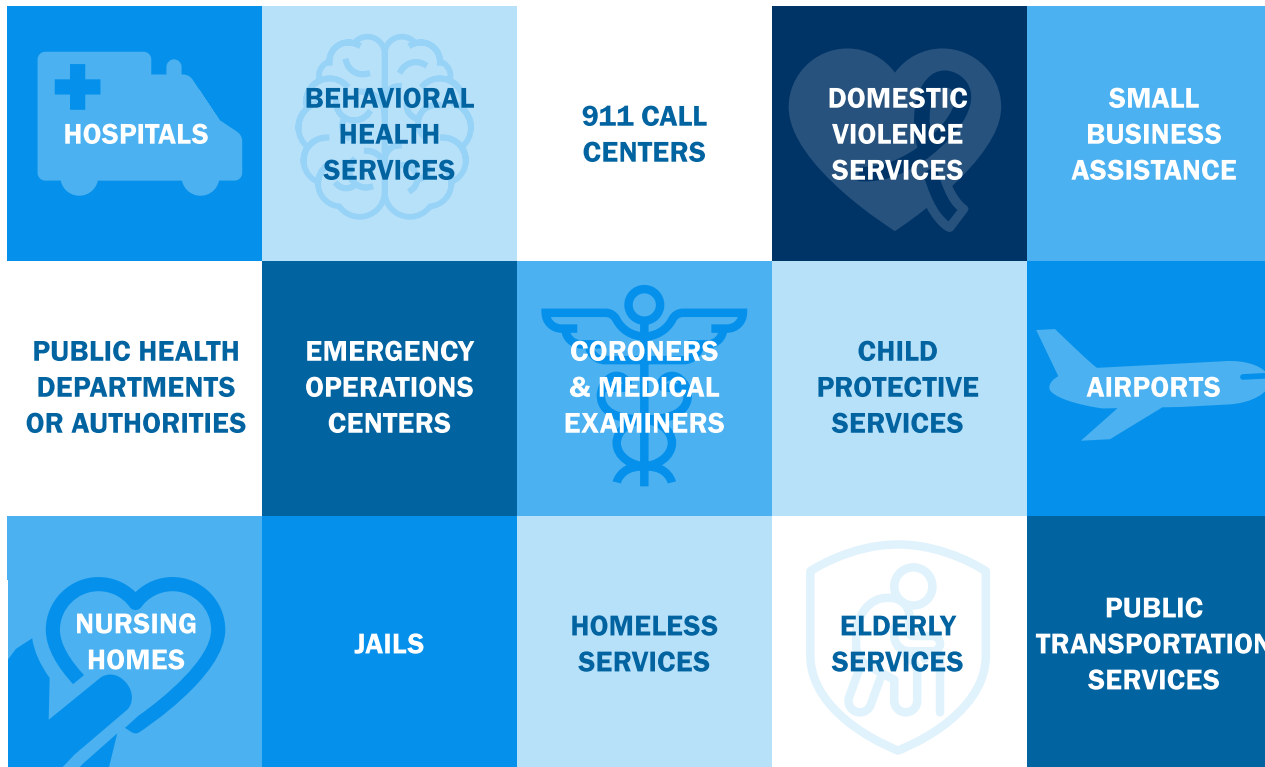 HOSPITALS
BEHAVIORAL
HEALTH
SERVICES
911 CALL
CENTERS
DOMESTIC
VIOLENCE
SERVICES
SMALL
BUSINESS
ASSISTANCE
PUBLIC HEALTH
DEPARTMENTS
OR AUTHORITIES
EMERGENCY
OPERATIONS
CENTERS
CORONERS
& MEDICAL
EXAMINERS
CHILD
PROTECTIVE
SERVICES
AIRPORTS
NURSING
HOMES
JAILS
HOMELESS
SERVICES
ELDERLY
SERVICES
PUBLIC
TRANSPORTATION
SERVICES